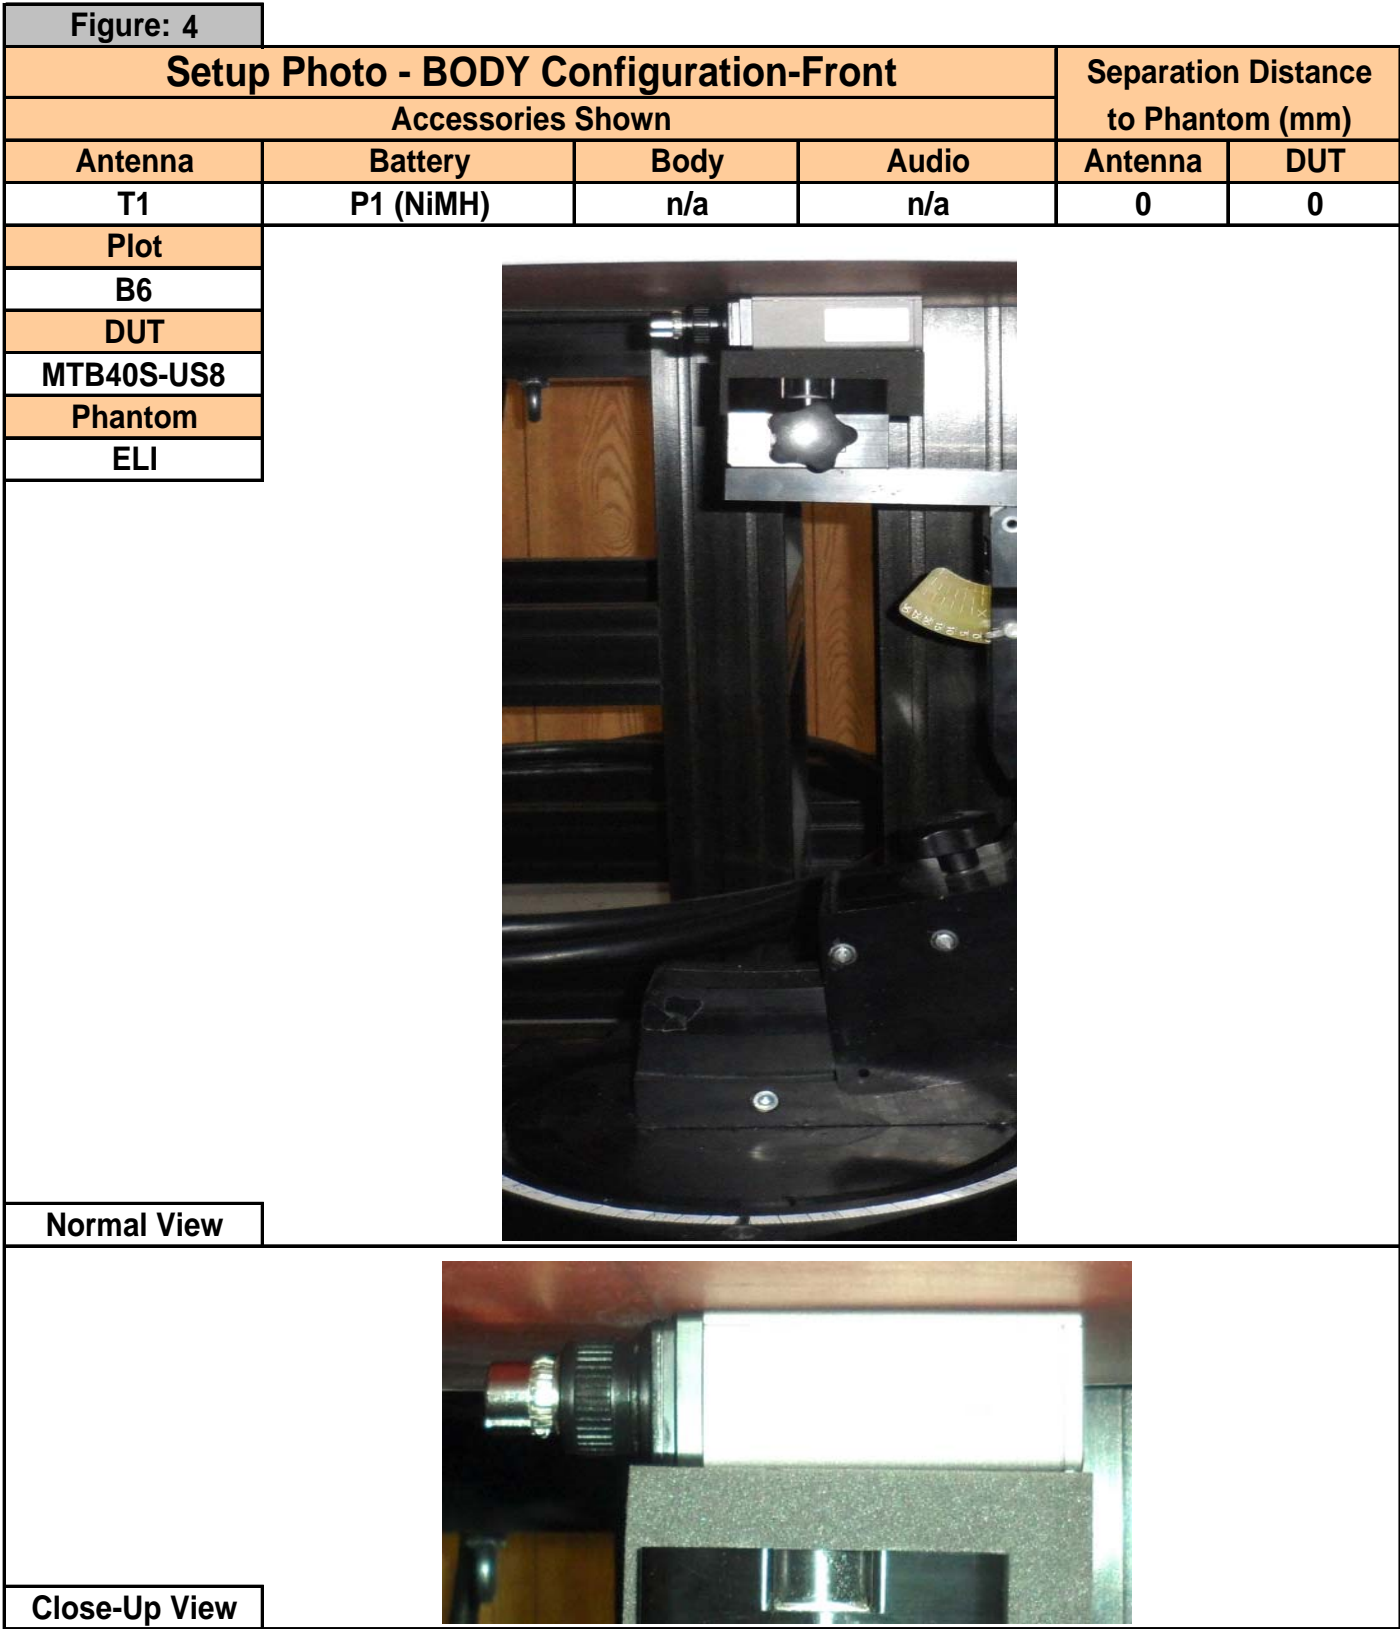 Figure: 4
Setup Photo - BODY Configuration-Front
Separation Distance
to Phantom (mm)
Accessories Shown
Antenna Battery Body Audio Antenna DUT
T1 P1 (NiMH) n/a n/a 0 0
Plot
B6
DUT
MTB40S-US8
Phantom
ELI
Normal View
Close-Up View